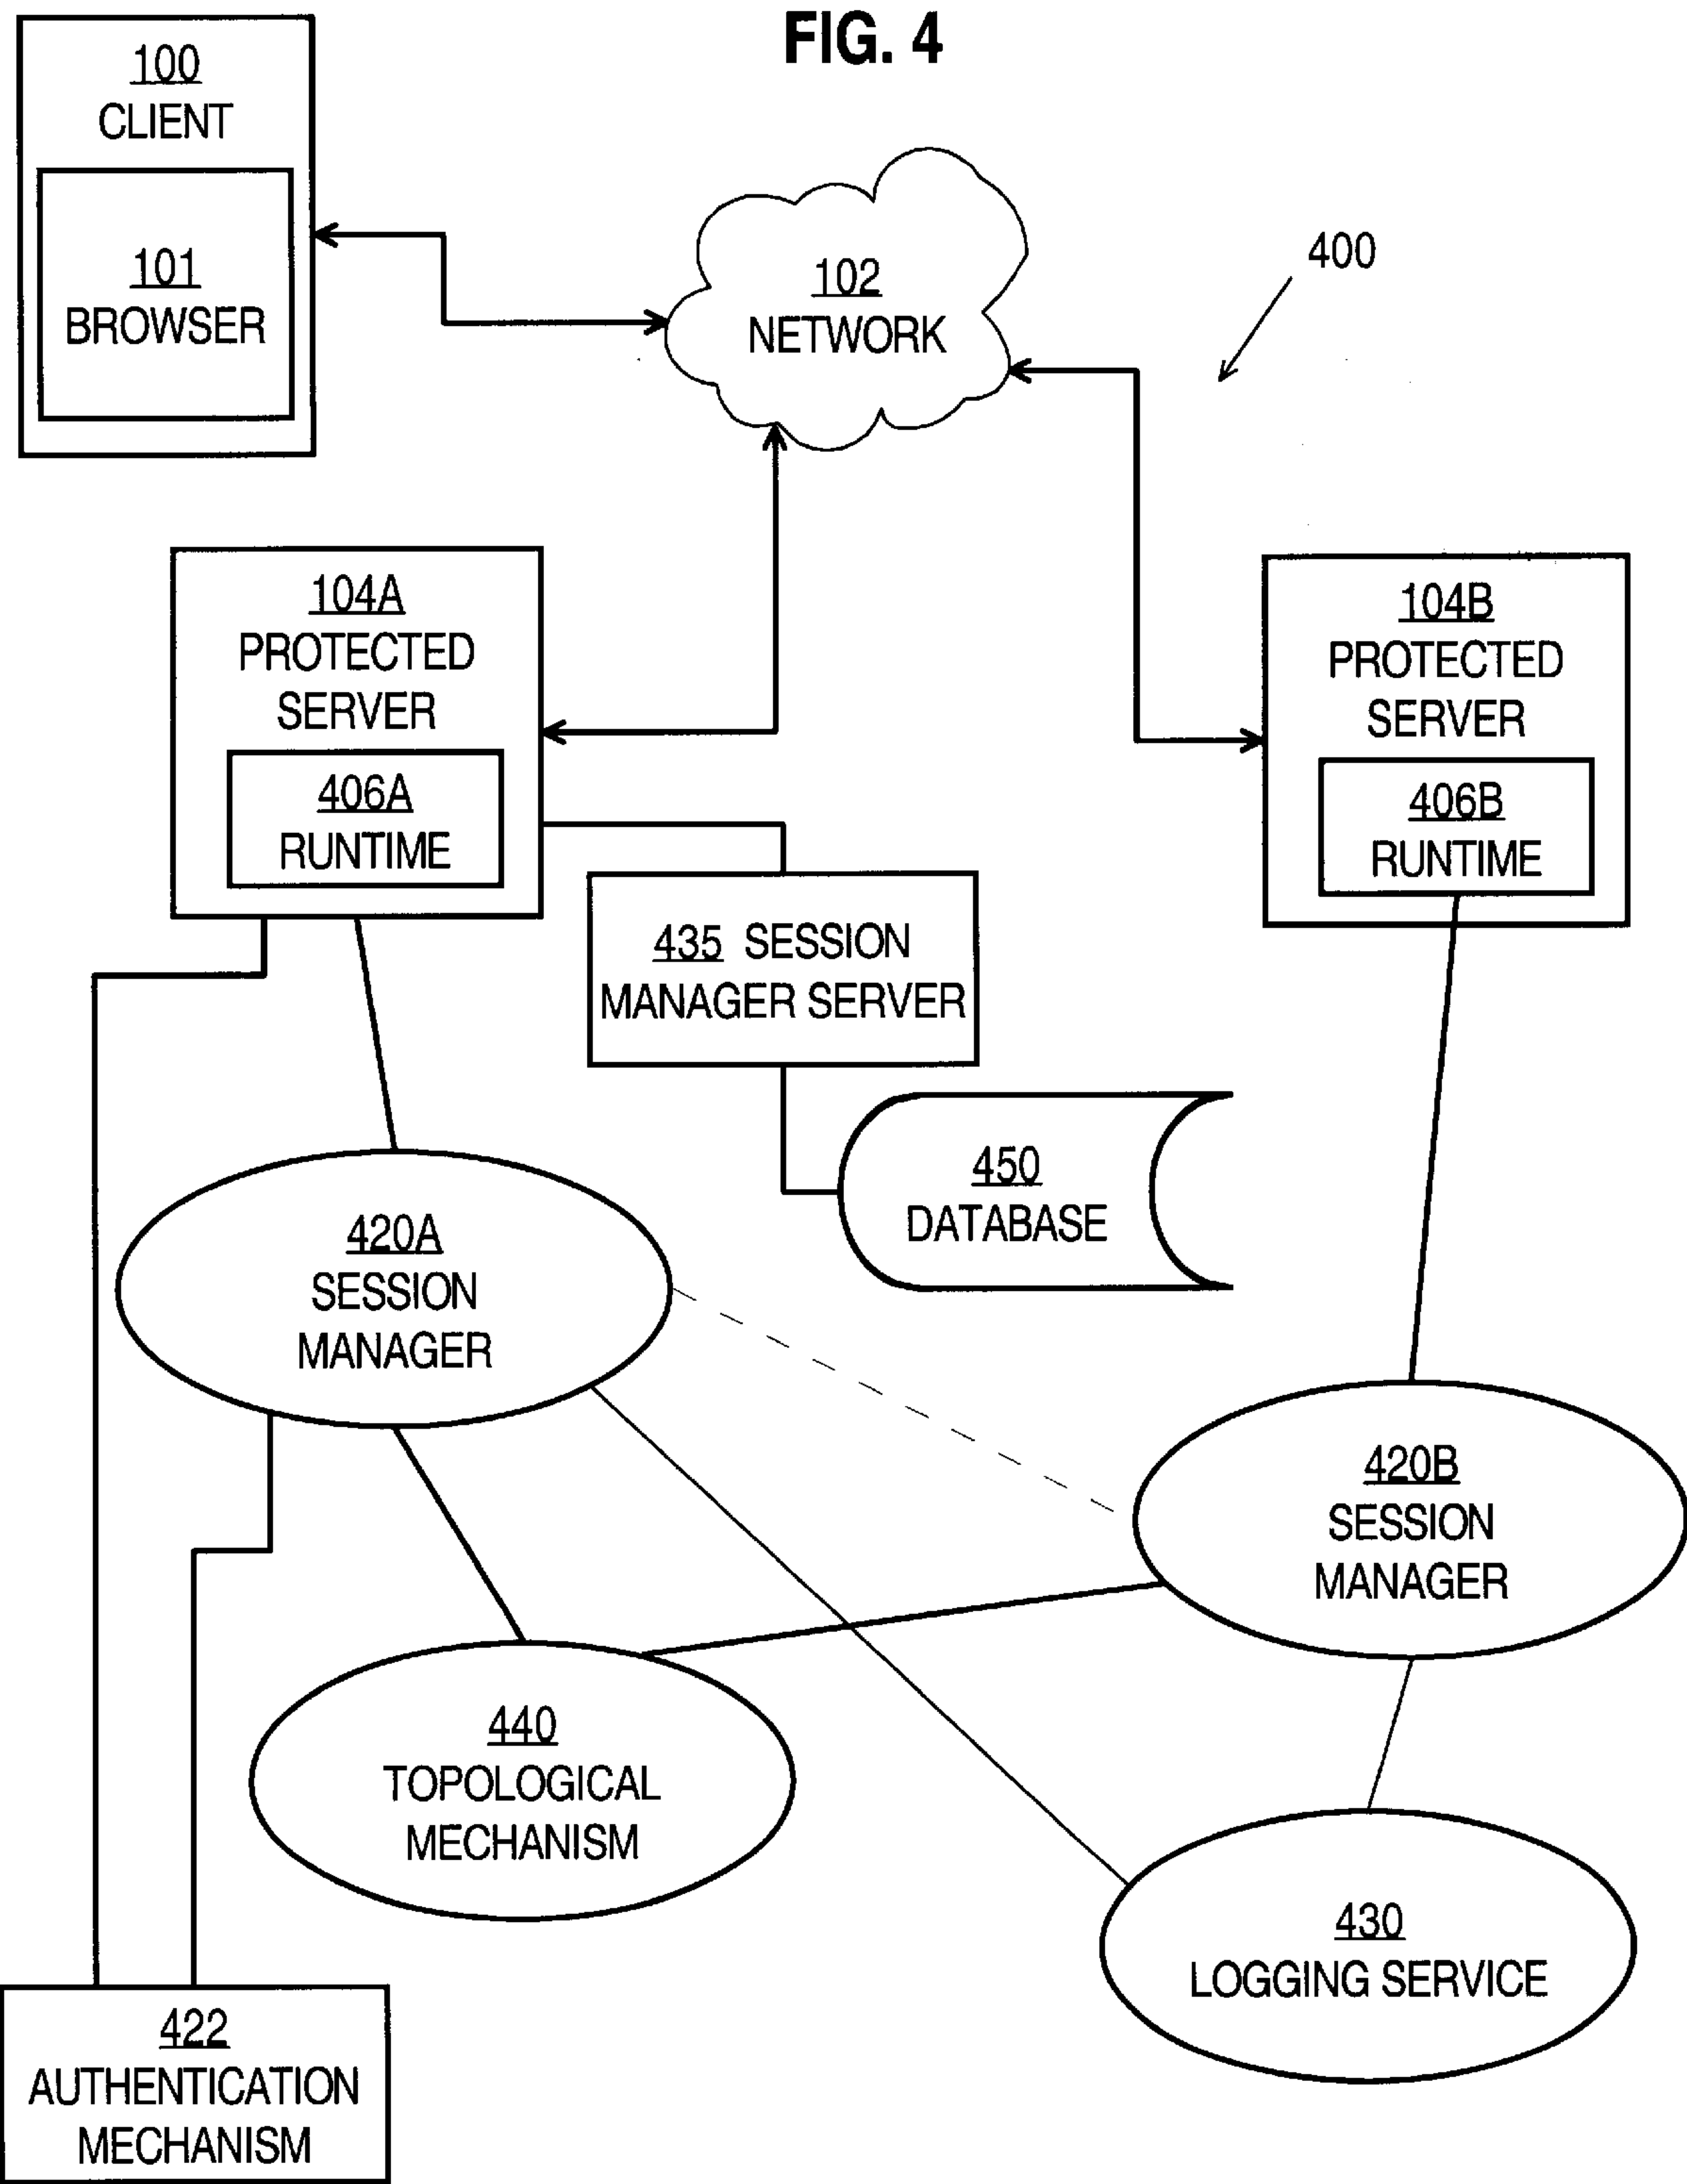 FIG. 4
100
CLIENT
101
BROWSER
102
NETWORK
400
104A
PROTECTED
SERVER
406A
RUNTIME
104B
PROTECTED
SERVER
406B
RUNTIME
435 SESSION
MANAGER SERVER
450
DATABASE
420A
SESSION
MANAGER
420B
SESSION
MANAGER
440
TOPOLOGICAL
MECHANISM
430
LOGGING SERVICE
422
AUTHENTICATION
MECHANISM